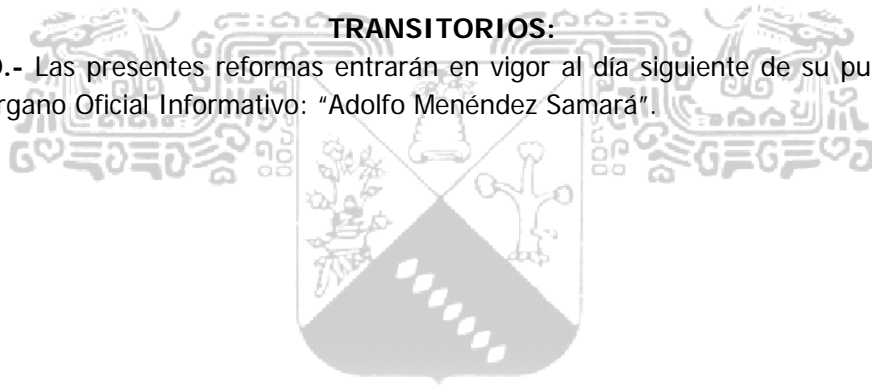 TRANSITORIOS:
O.- Las presentes reformas entrarán en vigor al día siguiente de su pu
rgano Oficial Informativo: “Adolfo Menéndez Samará”.